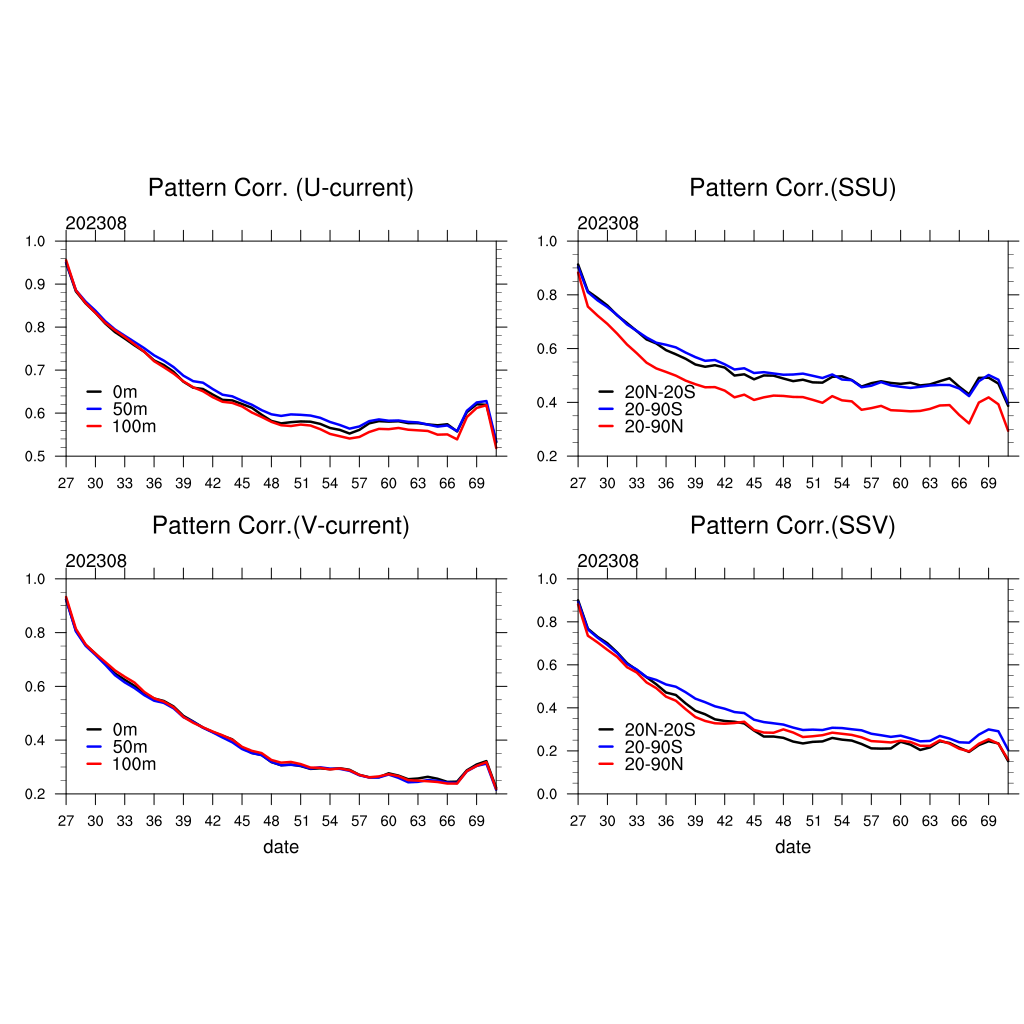 Pattern Corr. (U-current)
202308
1.0
0.9
0.8
0.7
0.6
0.5
0m
50m
100m
27 30 33 36 39 42 45 48 51 54 57 60 63 66 69
Pattern Corr.(SSU)
202308
1.0
0.8
0.6
0.4
0.2
20N-20S
20-90S
20-90N
27 30 33 36 39 42 45 48 51 54 57 60 63 66 69
Pattern Corr.(V-current)
202308
1.0
0.8
0.6
0.4
0.2
0m
50m
100m
27 30 33 36 39 42 45 48 51 54 57 60 63 66 69
date
Pattern Corr.(SSV)
202308
1.0
0.8
0.6
0.4
0.2
0.0
20N-20S
20-90S
20-90N
27 30 33 36 39 42 45 48 51 54 57 60 63 66 69
date